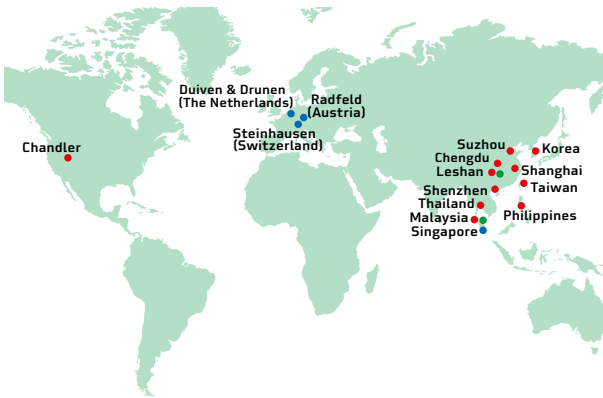 Duiven & Drunen
(The Netherlands)
Radfeld
(Austria)
Steinhausen
(Switzerland)
Chandler
Suzhou
Korea
Chengdu
Leshan
Shanghai
Taiwan
Shenzhen
Thailand
Malaysia
Philippines
Singapore